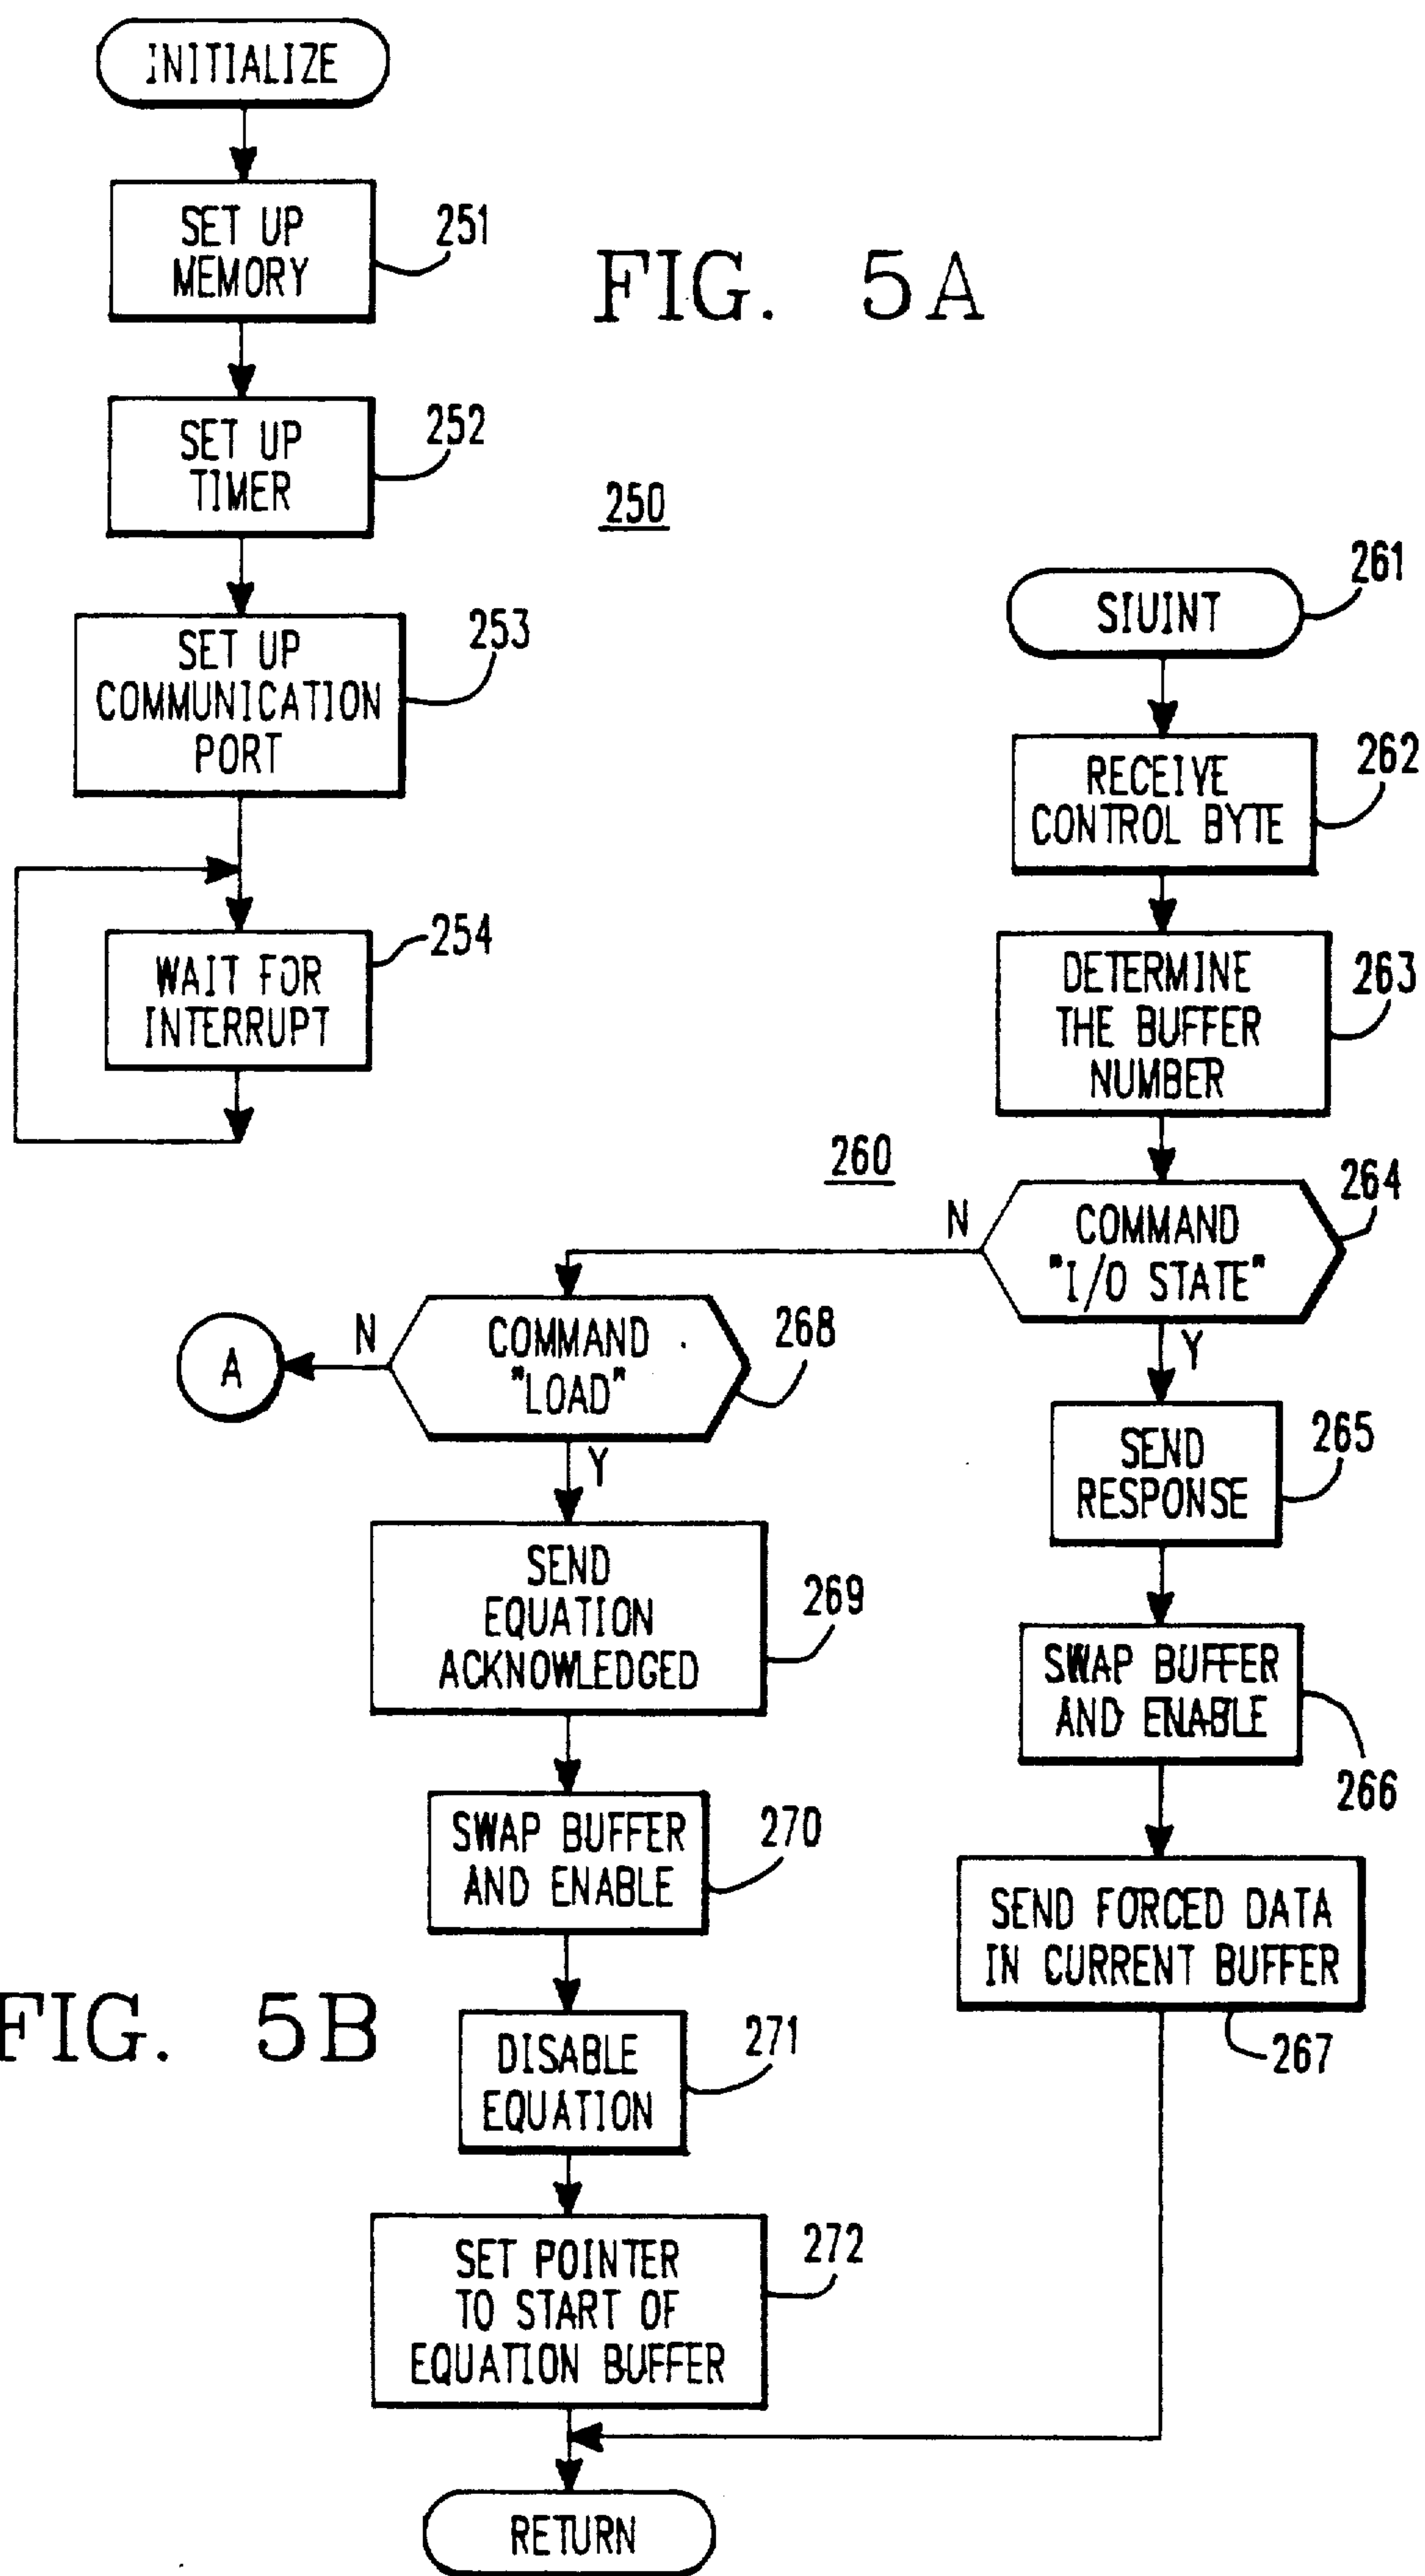 INITIALIZE
SET UP
MEMORY
251
FIG. 5A
SET UP
TIMER
252
250
SET UP
COMMUNICATION
PORT
253
WAIT FOR
INTERRUPT
254
SIUINT
261
RECEIVE
CONTROL BYTE
262
DETERMINE
THE BUFFER
NUMBER
263
260
COMMAND
"I/O STATE"
264
N
Y
COMMAND
"LOAD"
268
N
A
Y
SEND
RESPONSE
265
SEND
EQUATION
ACKNOWLEDGED
269
SWAP BUFFER
AND ENABLE
266
SWAP BUFFER
AND ENABLE
270
SEND FORCED DATA
IN CURRENT BUFFER
267
FIG. 5B
DISABLE
EQUATION
271
SET POINTER
TO START OF
EQUATION BUFFER
272
RETURN